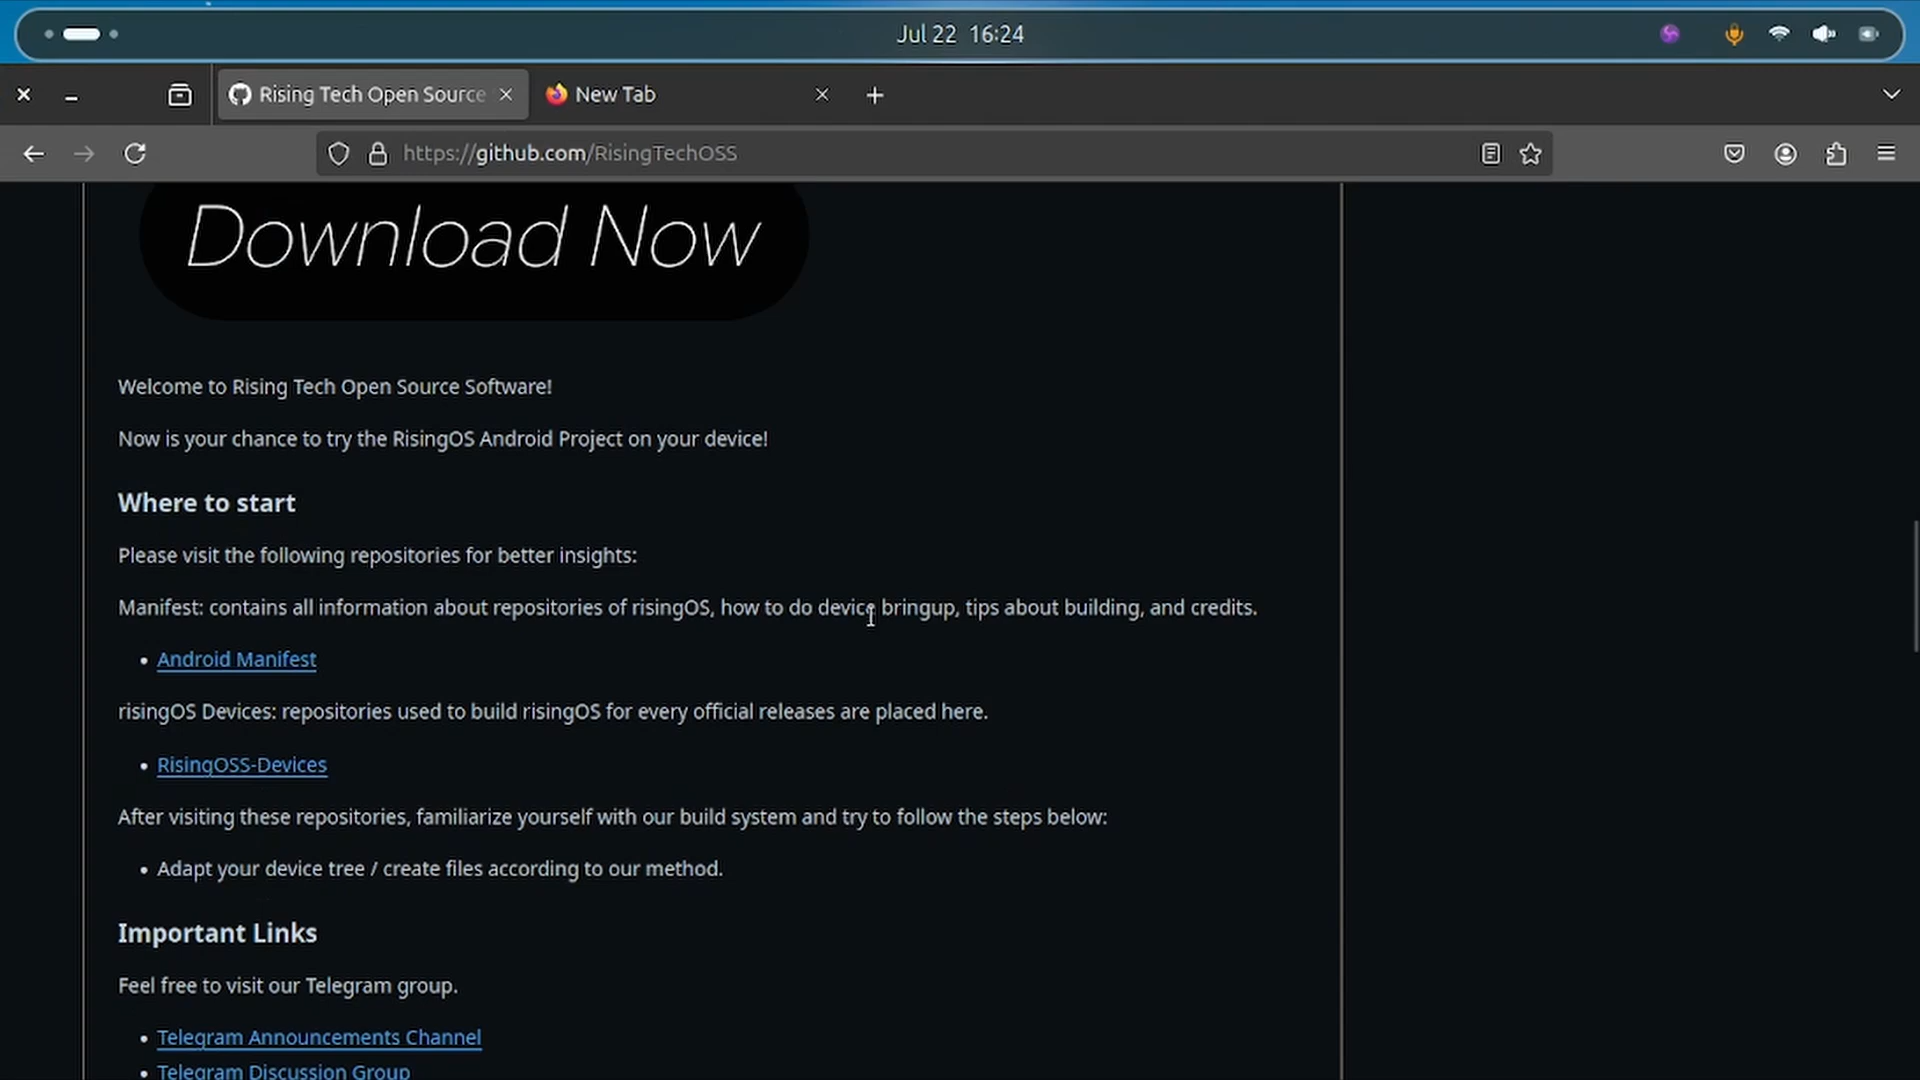 Jul 22 16:24
Rising Tech Open Source
New Tab
https://github.com/RisingTechOSS
Download Now
Welcome to Rising Tech Open Source Software!
Now is your chance to try the RisingOS Android Project on your device!
Where to start
Please visit the following repositories for better insights:
Manifest: contains all information about repositories of risingOS, how to do device bringup, tips about building, and credits.
• Android Manifest
risingOS Devices: repositories used to build risingOS for every official releases are placed here.
• RisingOSS-Devices
After visiting these repositories, familiarize yourself with our build system and try to follow the steps below:
• Adapt your device tree / create files according to our method.
Important Links
Feel free to visit our Telegram group.
• Telegram Announcements Channel
• Telegram Discussion Group